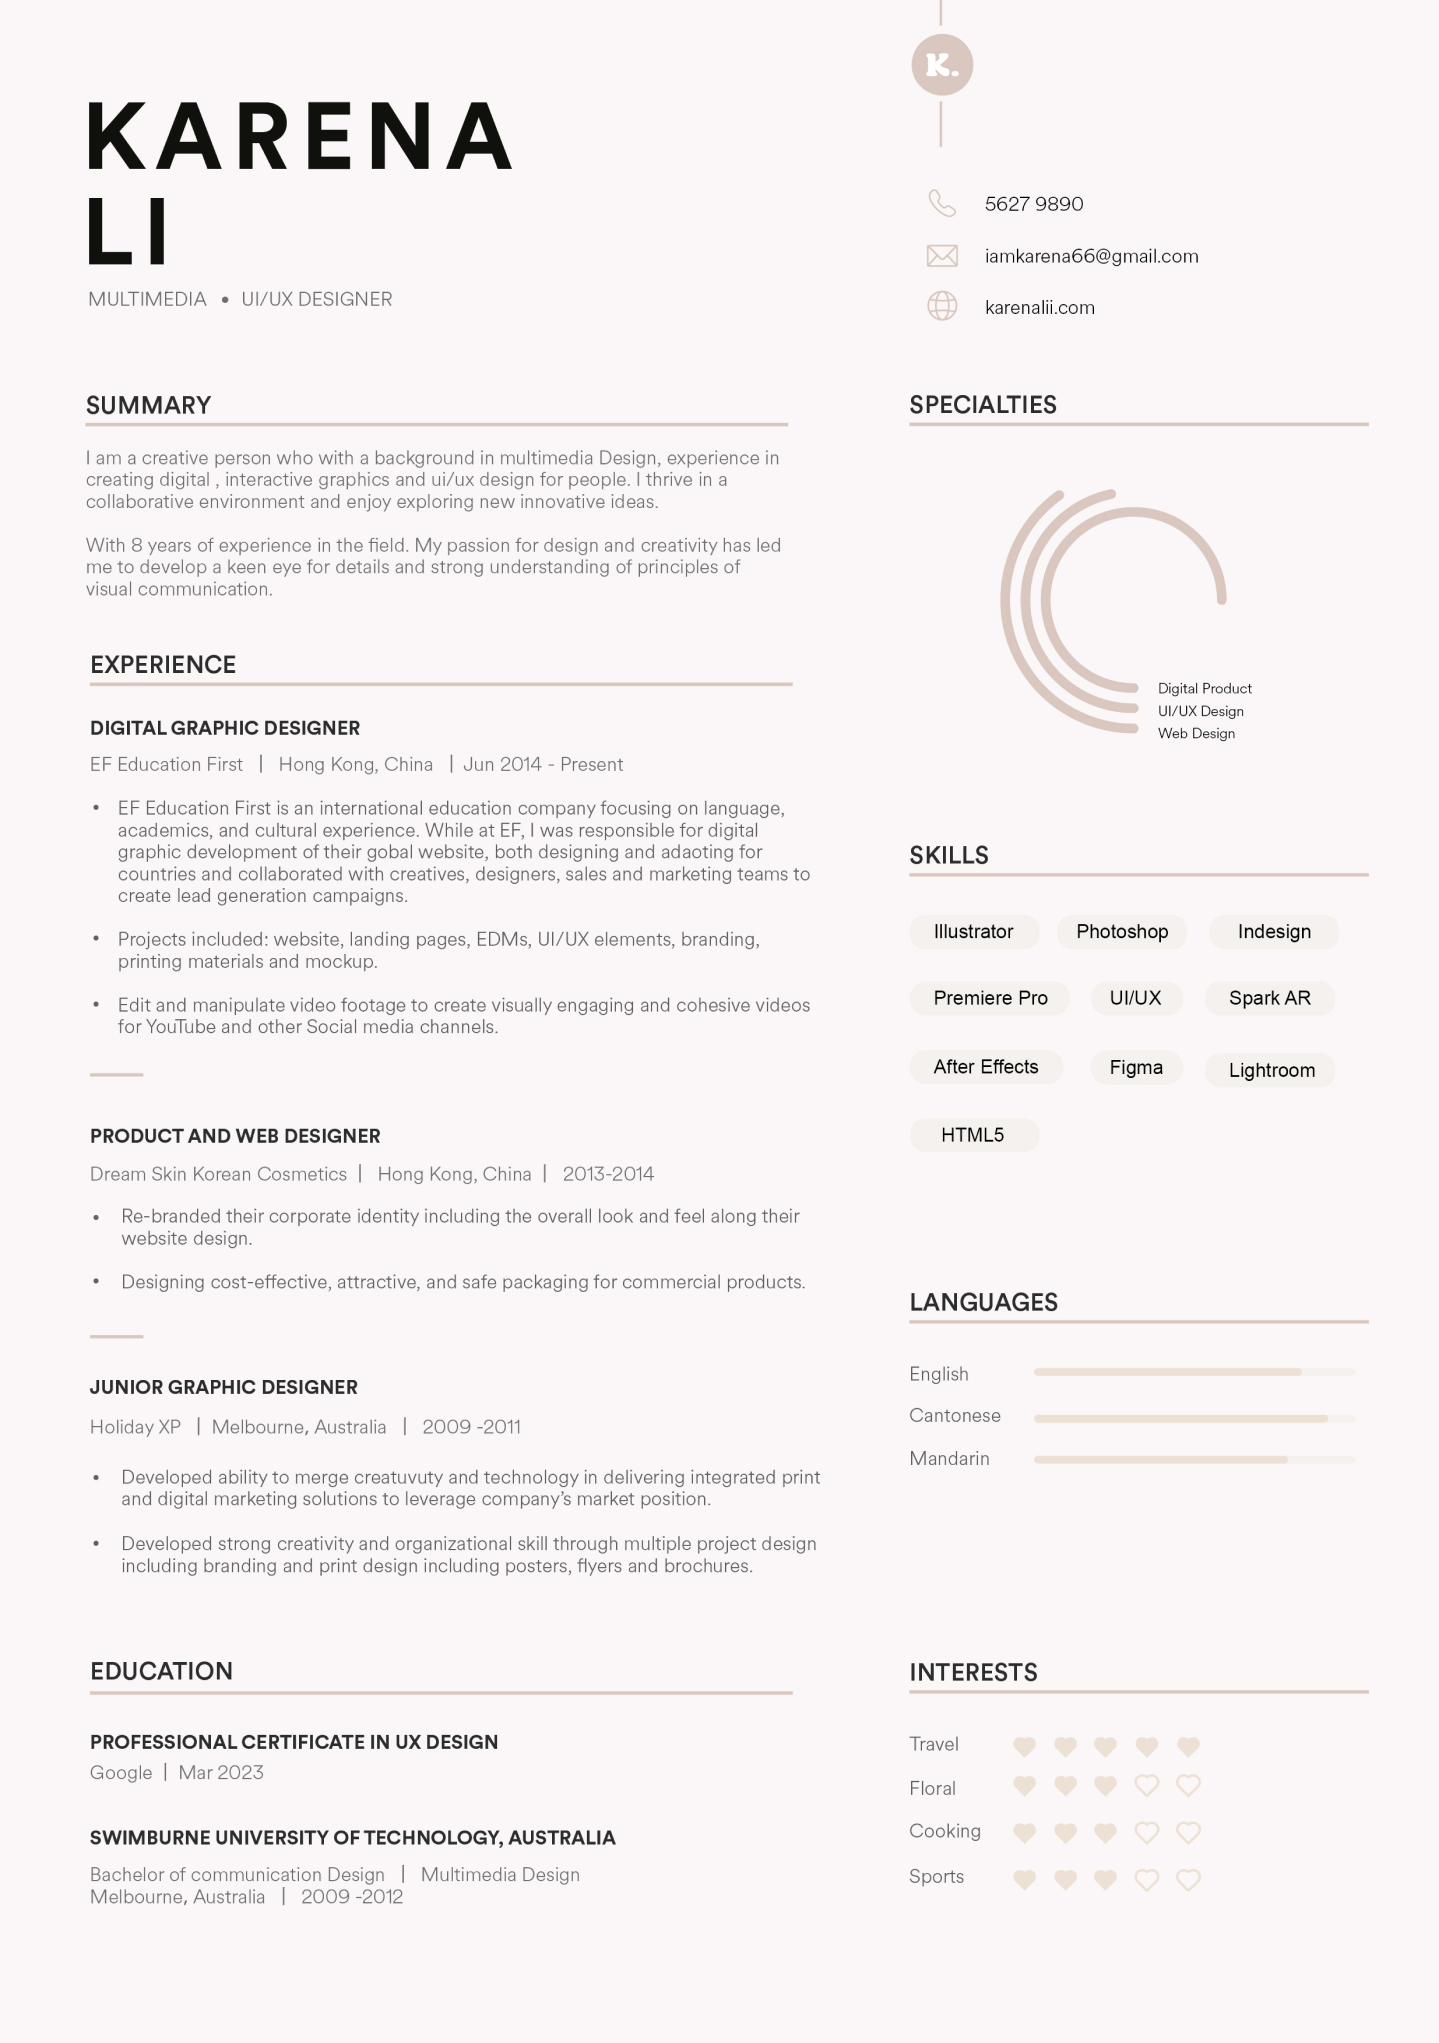 KARENA
LI
MULTIMEDIA • UI/UX DESIGNER
K.
5627 9890
iamkarena66@gmail.com
karenalii.com
SUMMARY
I am a creative person who with a background in multimedia Design, experience in
creating digital , interactive graphics and ui/ux design for people. I thrive in a
collaborative environment and enjoy exploring new innovative ideas.
With 8 years of experience in the field. My passion for design and creativity has led
me to develop a keen eye for details and strong understanding of principles of
visual communication.
EXPERIENCE
DIGITAL GRAPHIC DESIGNER
EF Education First | Hong Kong, China | Jun 2014 - Present
• EF Education First is an international education company focusing on language,
academics, and cultural experience. While at EF, I was responsible for digital
graphic development of their gobal website, both designing and adaoting for
countries and collaborated with creatives, designers, sales and marketing teams to
create lead generation campaigns.
• Projects included: website, landing pages, EDMs, UI/UX elements, branding,
printing materials and mockup.
• Edit and manipulate video footage to create visually engaging and cohesive videos
for YouTube and other Social media channels.
PRODUCT AND WEB DESIGNER
Dream Skin Korean Cosmetics | Hong Kong, China | 2013-2014
• Re-branded their corporate identity including the overall look and feel along their
website design.
• Designing cost-effective, attractive, and safe packaging for commercial products.
JUNIOR GRAPHIC DESIGNER
Holiday XP | Melbourne, Australia | 2009 -2011
• Developed ability to merge creatuvuty and technology in delivering integrated print
and digital marketing solutions to leverage company's market position.
• Developed strong creativity and organizational skill through multiple project design
including branding and print design including posters, flyers and brochures.
EDUCATION
PROFESSIONAL CERTIFICATE IN UX DESIGN
Google | Mar 2023
SWIMBURNE UNIVERSITY OF TECHNOLOGY, AUSTRALIA
Bachelor of communication Design | Multimedia Design
Melbourne, Australia | 2009 -2012
SPECIALTIES
Digital Product
UI/UX Design
Web Design
SKILLS
Illustrator Photoshop Indesign
Premiere Pro UI/UX Spark AR
After Effects Figma Lightroom
HTML5
LANGUAGES
English
Cantonese
Mandarin
INTERESTS
Travel
Floral
Cooking
Sports